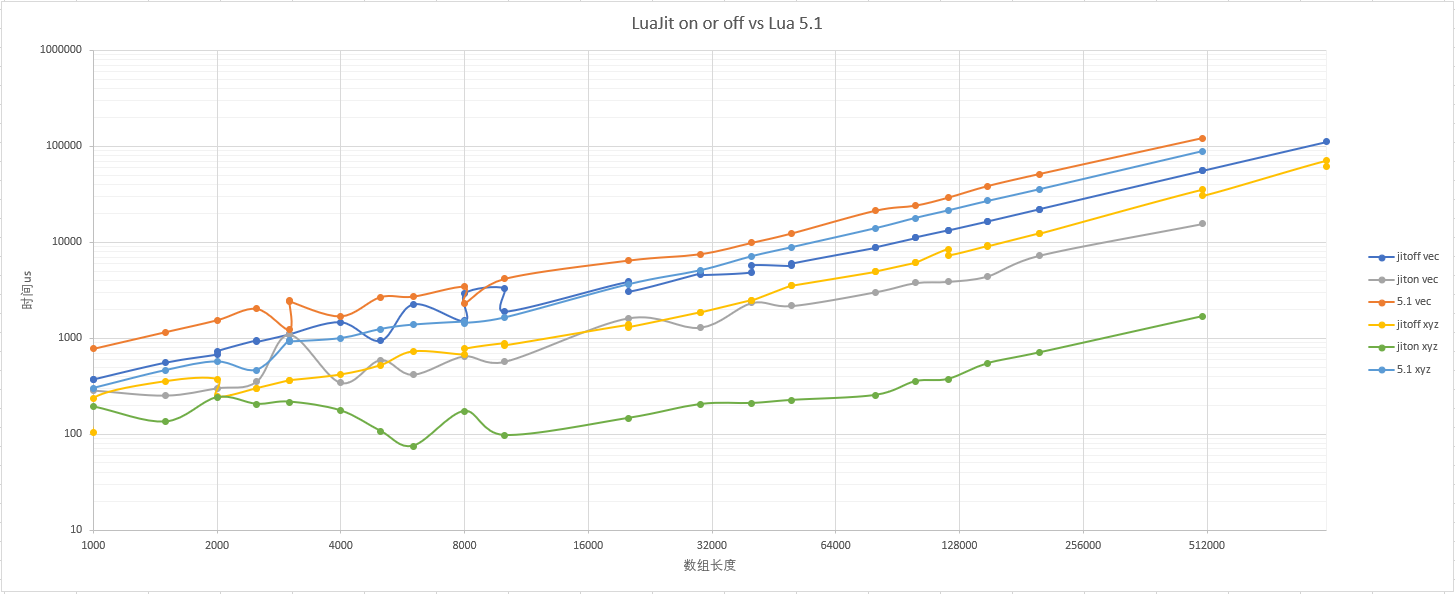 LuaJit on or off vs Lua 5.1
1000000
100000
10000
1000
100
10
时间us
1000 2000 4000 8000 16000 32000 64000 128000 256000 512000
数组长度
jitoff vec
jiton vec
5.1 vec
jitoff xyz
jiton xyz
5.1 xyz